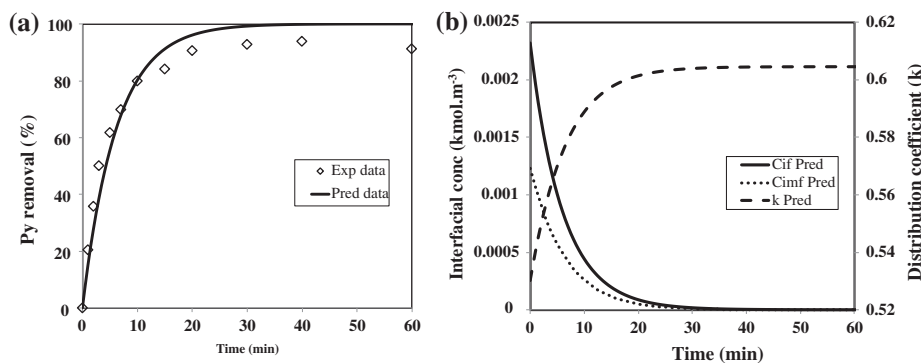 (a)
Py removal (%)
100
80
60
40
20
0
0 10 20 30 40 60
Exp data
Pred data
Time (min)
(b)
Interfacial conc (kmol.m-3)
0.0025
0.002
0.0015
0.001
0.0005
0
0 10 20 30 40 50 60
Cif Pred
Cimf Pred
k Pred
Time (min)
0.62
0.6
0.58
0.56
0.54
0.52
Distribution coefficient (k)